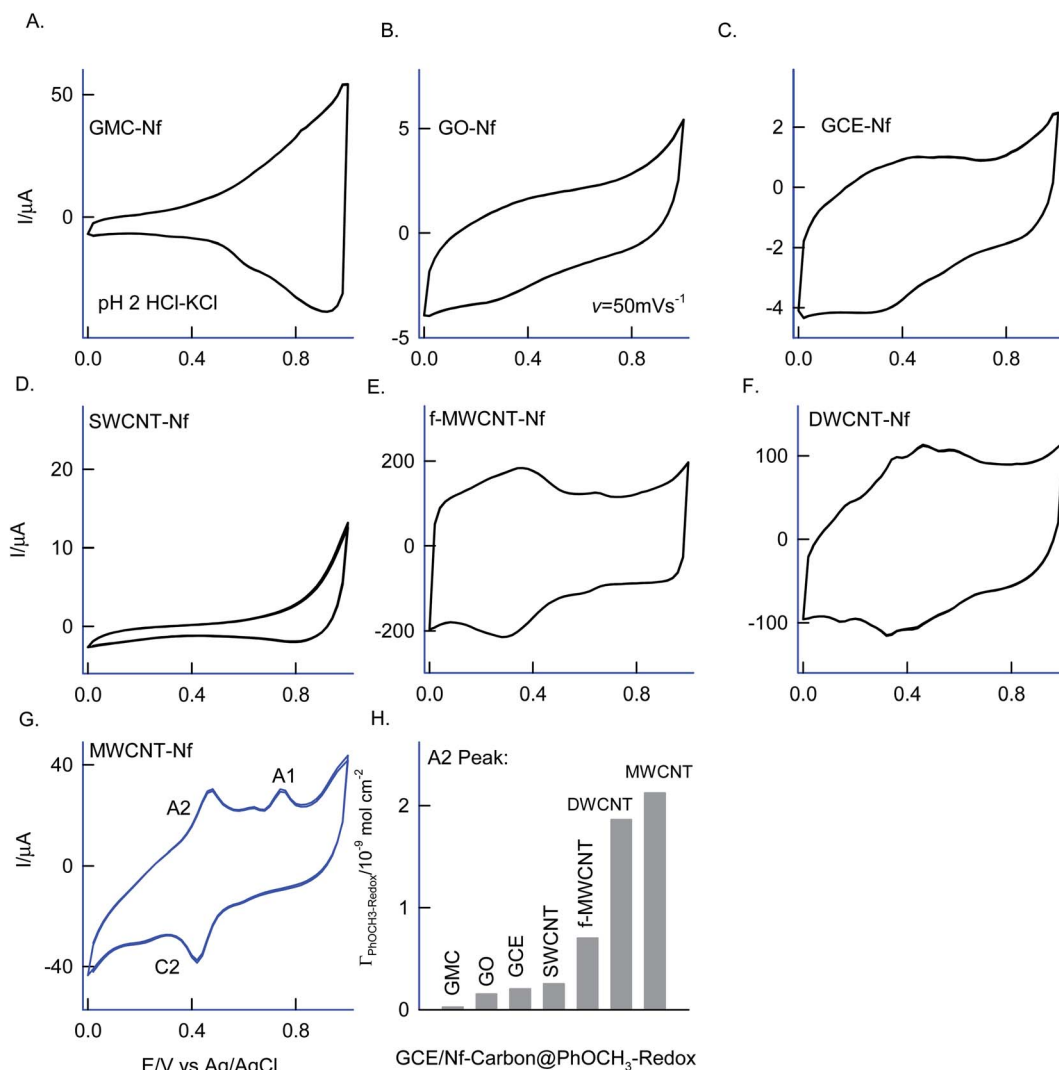 A.
B.
C.
50
GMC-Nf
0
pH 2 HCl-KCl
I/μA
0.0
0.4
0.8
5
GO-Nf
0
ν=50mVs⁻¹
-5
0.0
0.4
0.8
2
GCE-Nf
0
-2
-4
0.0
0.4
0.8
D.
E.
F.
SWCNT-Nf
20
10
0
I/μA
0.0
0.4
0.8
f-MWCNT-Nf
200
0
-200
0.0
0.4
0.8
DWCNT-Nf
100
0
-100
0.0
0.4
0.8
G.
H.
MWCNT-Nf
40
A2
A1
0
I/μA
C2
-40
0.0
0.4
0.8
E/V vs Ag/AgCl
A2 Peak:
2
1
0
Γ_PhOCH3-Redox/10⁻⁹ mol cm⁻²
GMC
GO
GCE
SWCNT
f-MWCNT
DWCNT
MWCNT
GCE/Nf-Carbon@PhOCH₃-Redox